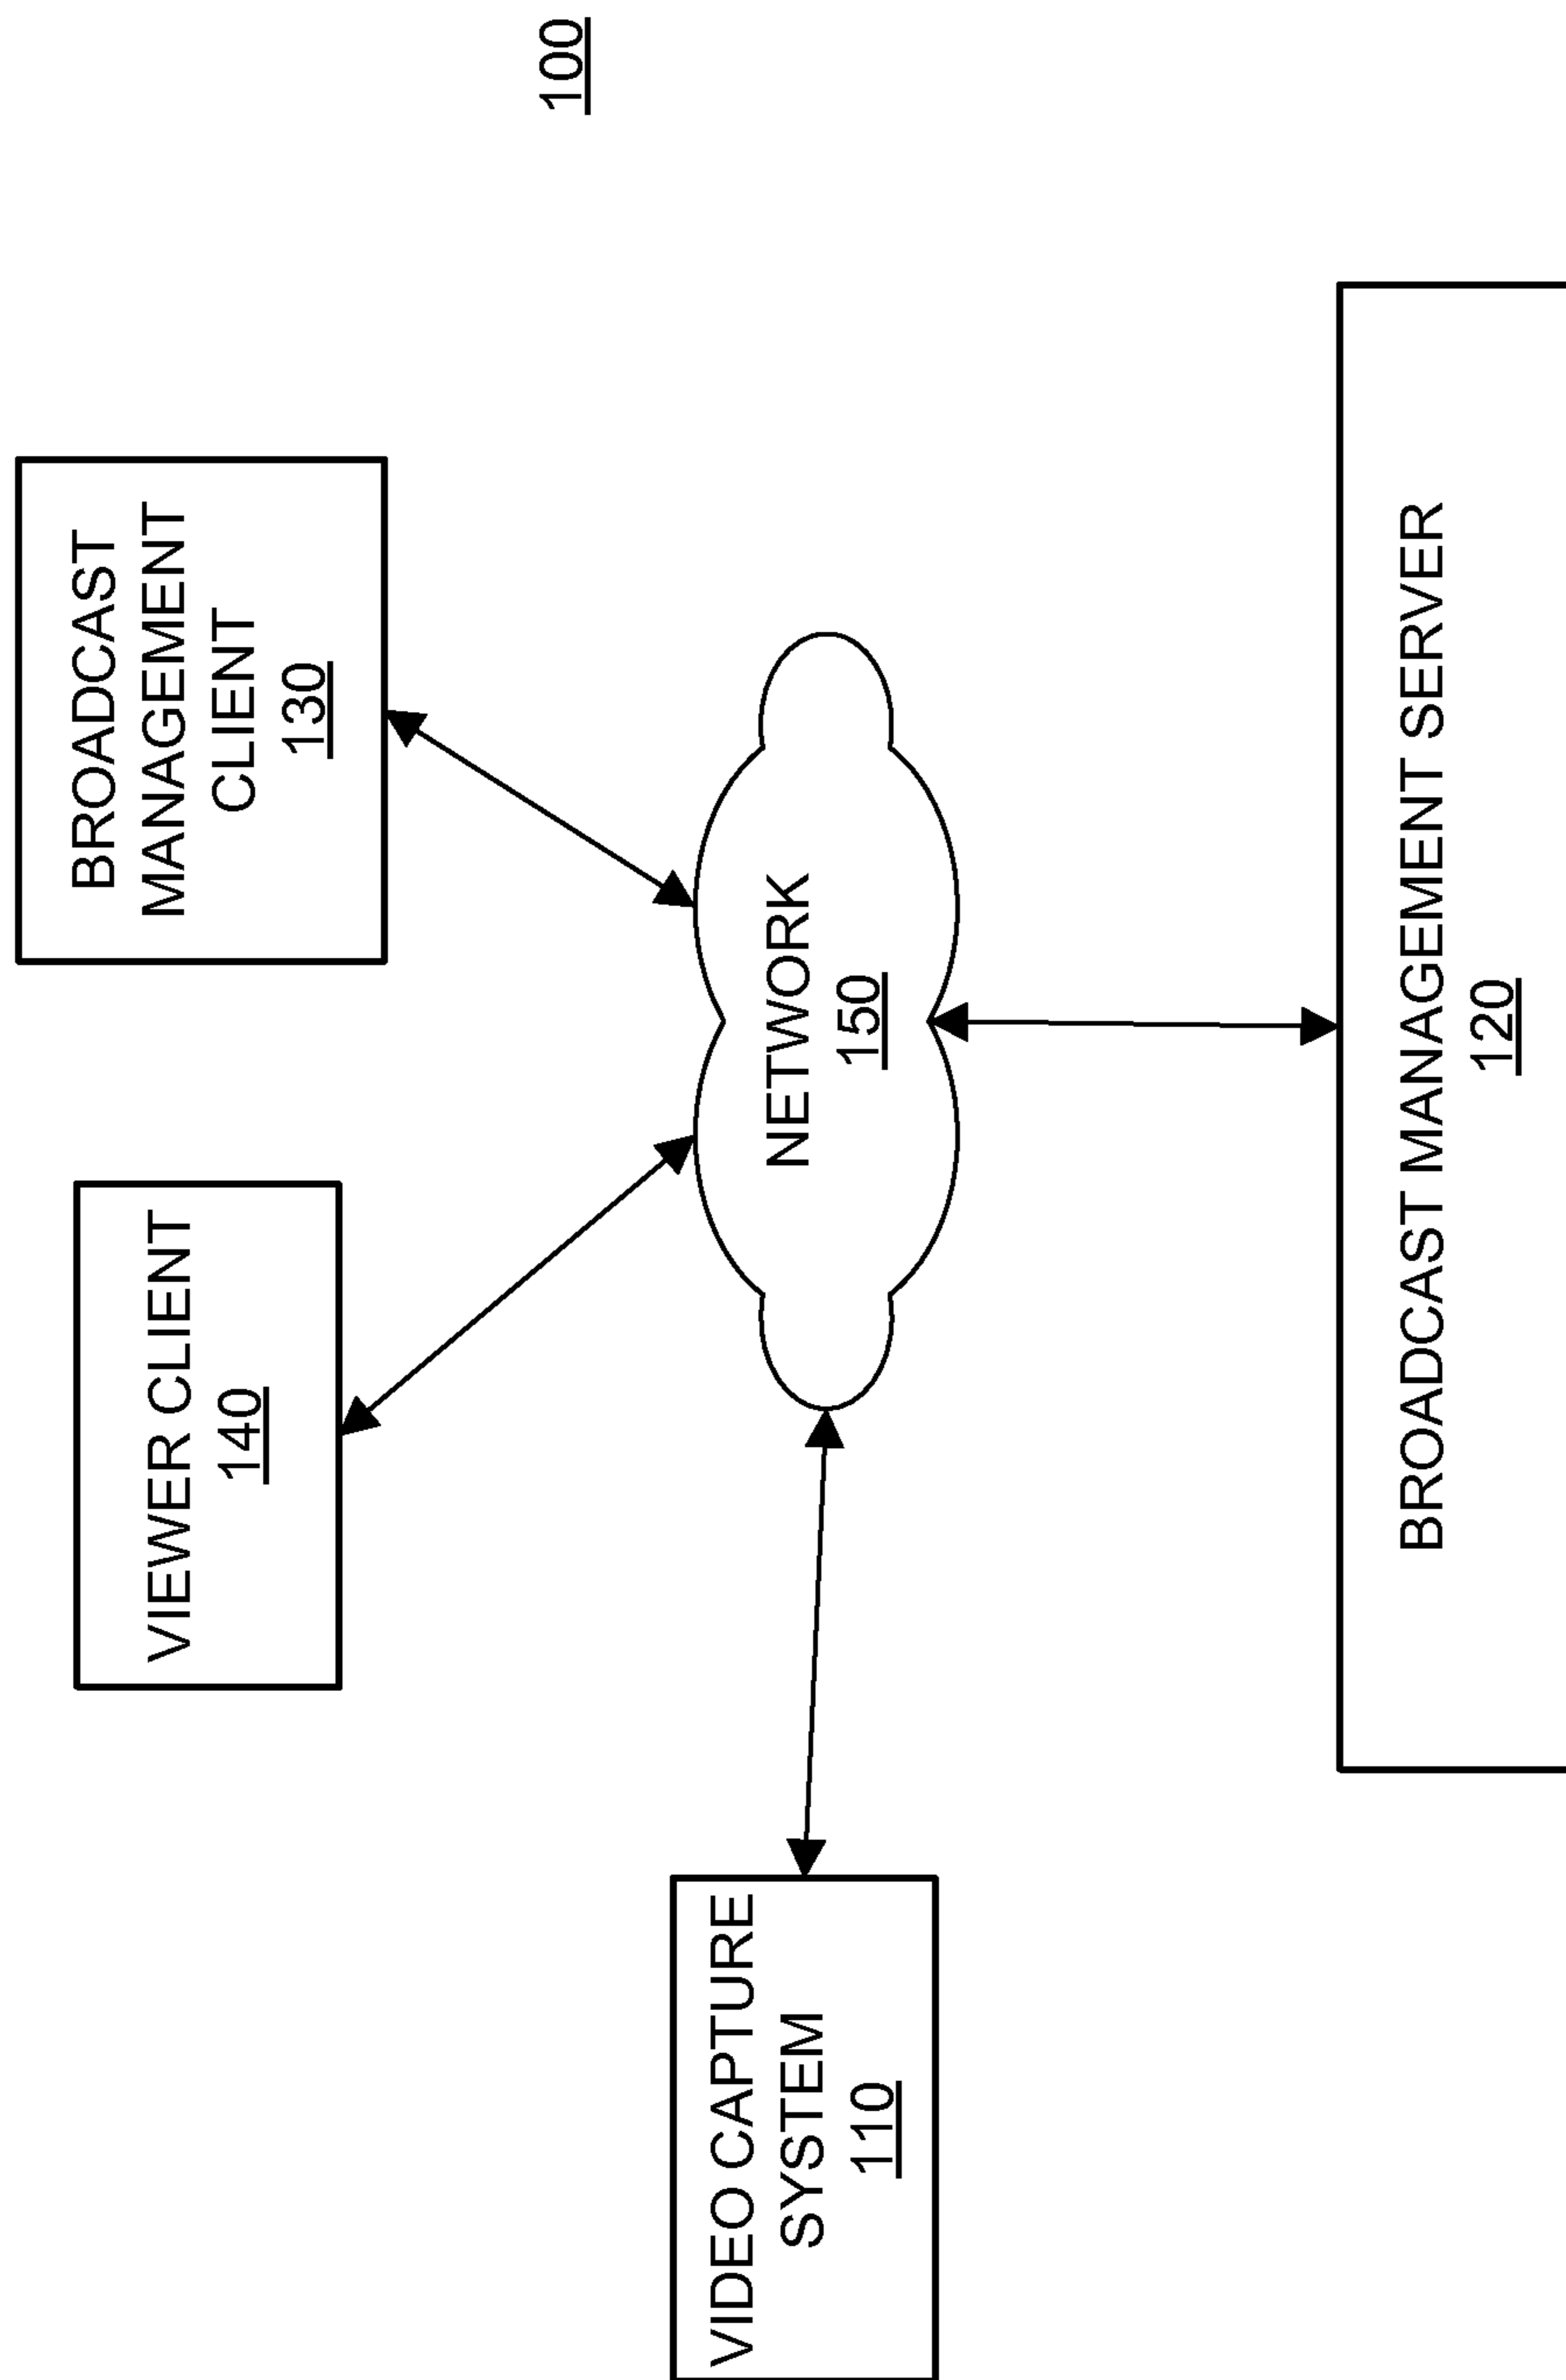 100
VIEWER CLIENT
140
BROADCAST
MANAGEMENT
CLIENT
130
VIDEO CAPTURE
SYSTEM
110
NETWORK
150
BROADCAST MANAGEMENT SERVER
120